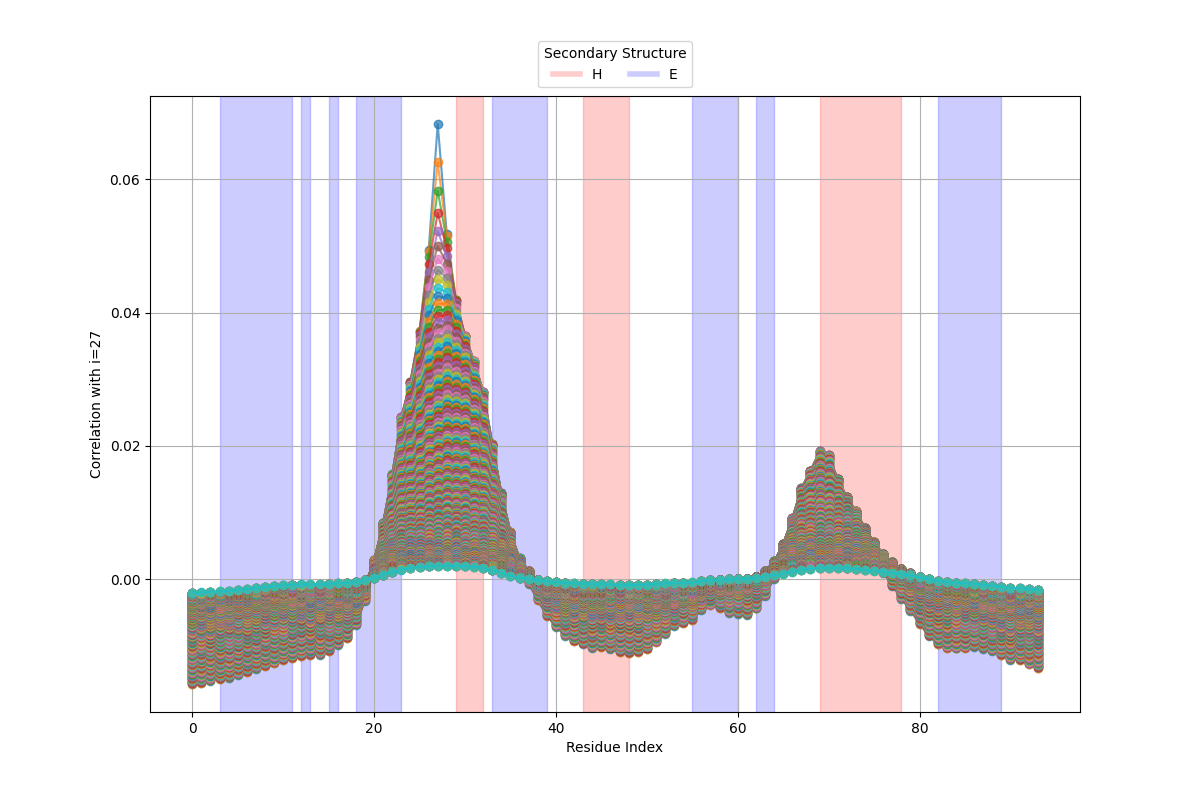 Secondary Structure
H E
0.06
0.04
0.02
0.00
Correlation with i=27
0 20 40 60 80
Residue Index